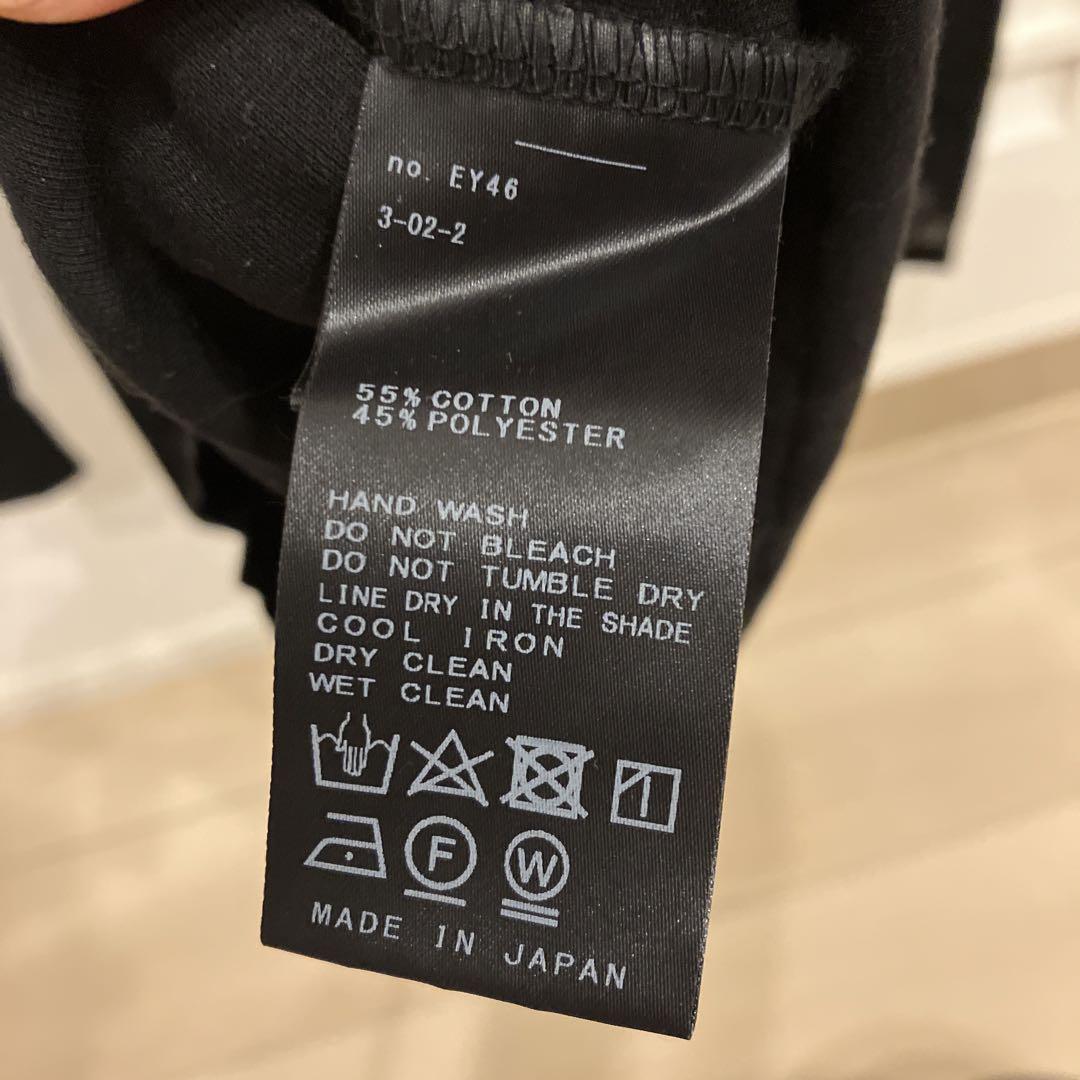 no. EY46
3-02-2
55% COTTON
45% POLYESTER
HAND WASH
DO NOT BLEACH
DO NOT TUMBLE DRY
LINE DRY IN THE SHADE
COOL IRON
DRY CLEAN
WET CLEAN
F W
MADE IN JAPAN